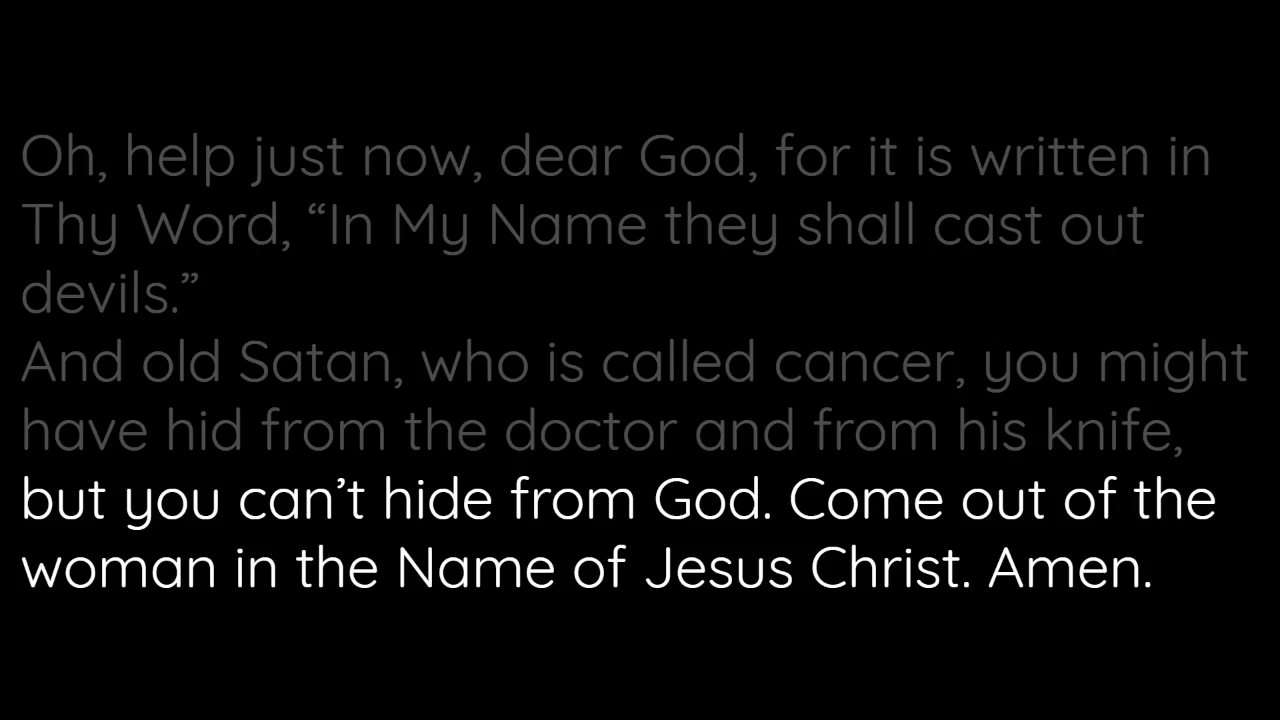 Oh, help just now, dear God, for it is written in
Thy Word, “In My Name they shall cast out
devils.”
And old Satan, who is called cancer, you might
have hid from the doctor and from his knife,
but you can’t hide from God. Come out of the
woman in the Name of Jesus Christ. Amen.